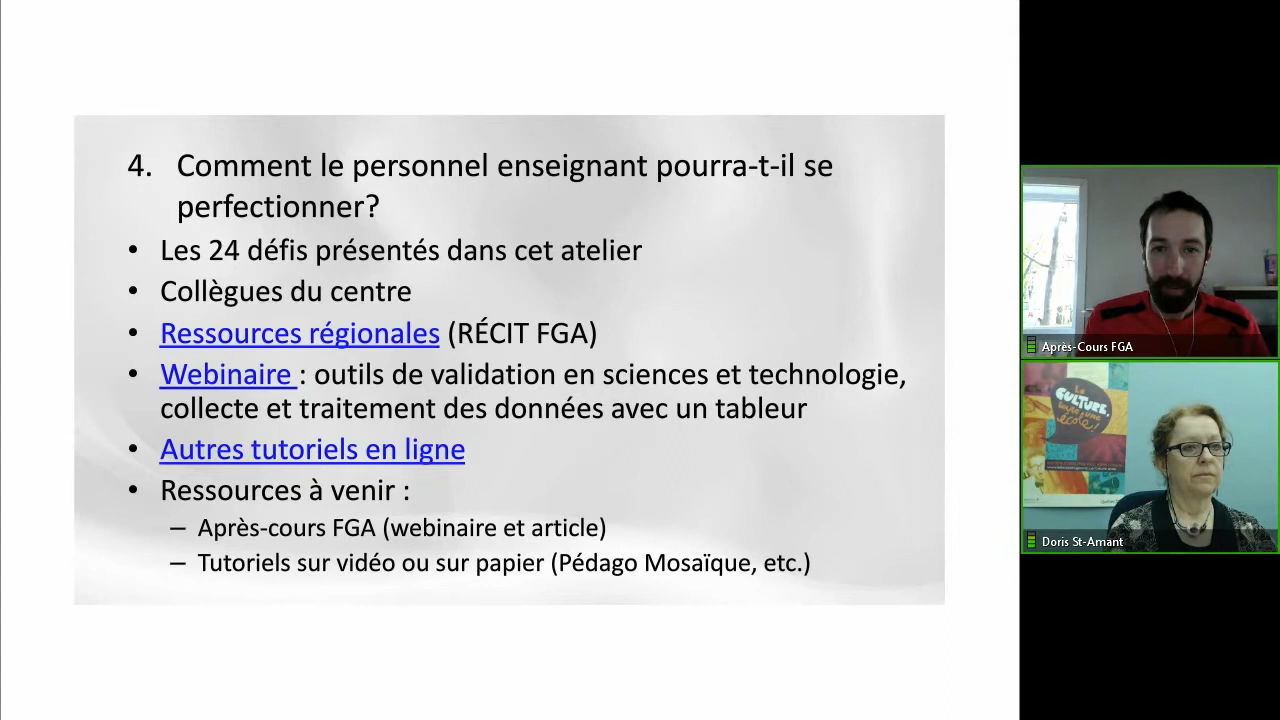 4. Comment le personnel enseignant pourra-t-il se
perfectionner?
• Les 24 défis présentés dans cet atelier
• Collègues du centre
• Ressources régionales (RÉCIT FGA)
• Webinaire : outils de validation en sciences et technologie,
collecte et traitement des données avec un tableur
• Autres tutoriels en ligne
• Ressources à venir :
– Après-cours FGA (webinaire et article)
– Tutoriels sur vidéo ou sur papier (Pédago Mosaïque, etc.)
Après-Cours FGA
La
CULTURE,
école!
Doris St-Amant